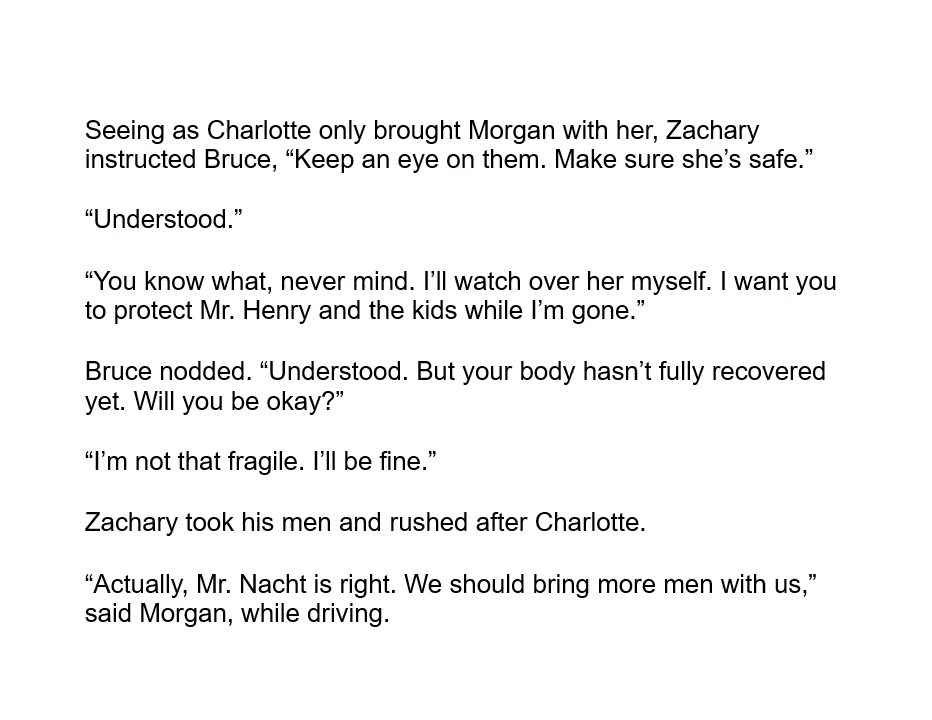 Seeing as Charlotte only brought Morgan with her, Zachary
instructed Bruce, “Keep an eye on them. Make sure she’s safe.”
“Understood.”
“You know what, never mind. I’ll watch over her myself. I want you
to protect Mr. Henry and the kids while I’m gone.”
Bruce nodded. “Understood. But your body hasn’t fully recovered
yet. Will you be okay?”
“I’m not that fragile. I’ll be fine.”
Zachary took his men and rushed after Charlotte.
“Actually, Mr. Nacht is right. We should bring more men with us,”
said Morgan, while driving.